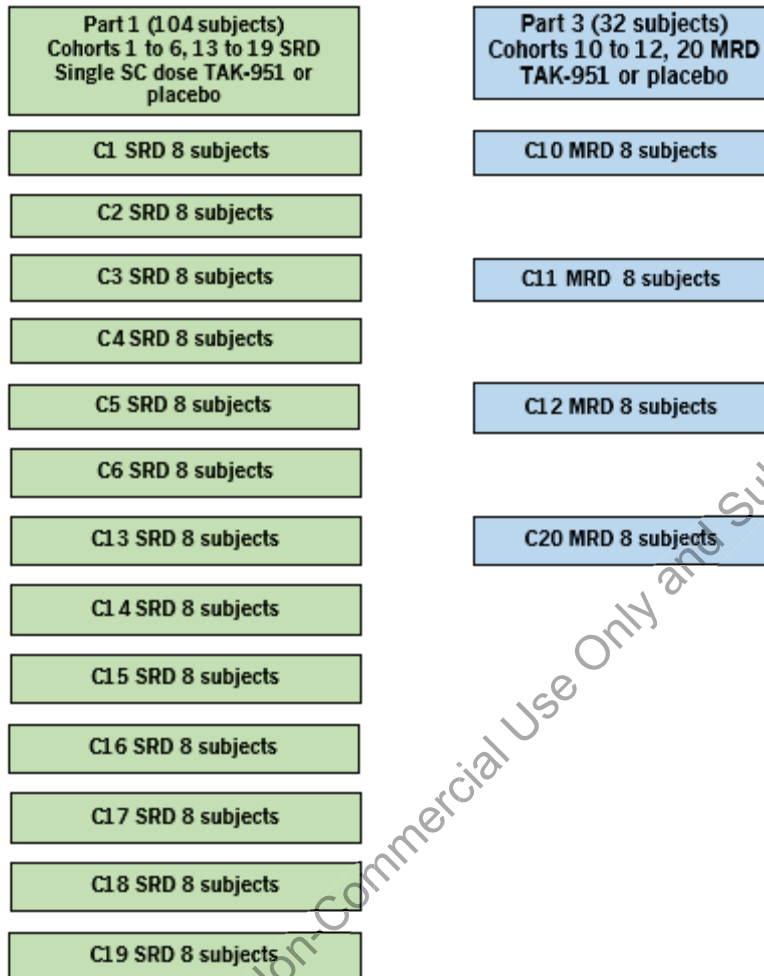 Part 1 (104 subjects)
Cohorts 1 to 6, 13 to 19 SRD
Single SC dose TAK-951 or
placebo
C1 SRD 8 subjects
C2 SRD 8 subjects
C3 SRD 8 subjects
C4 SRD 8 subjects
C5 SRD 8 subjects
C6 SRD 8 subjects
C13 SRD 8 subjects
C14 SRD 8 subjects
C15 SRD 8 subjects
C16 SRD 8 subjects
C17 SRD 8 subjects
C18 SRD 8 subjects
C19 SRD 8 subjects
Part 3 (32 subjects)
Cohorts 10 to 12, 20 MRD
TAK-951 or placebo
C10 MRD 8 subjects
C11 MRD 8 subjects
C12 MRD 8 subjects
C20 MRD 8 subjects
Commercial Use Only and